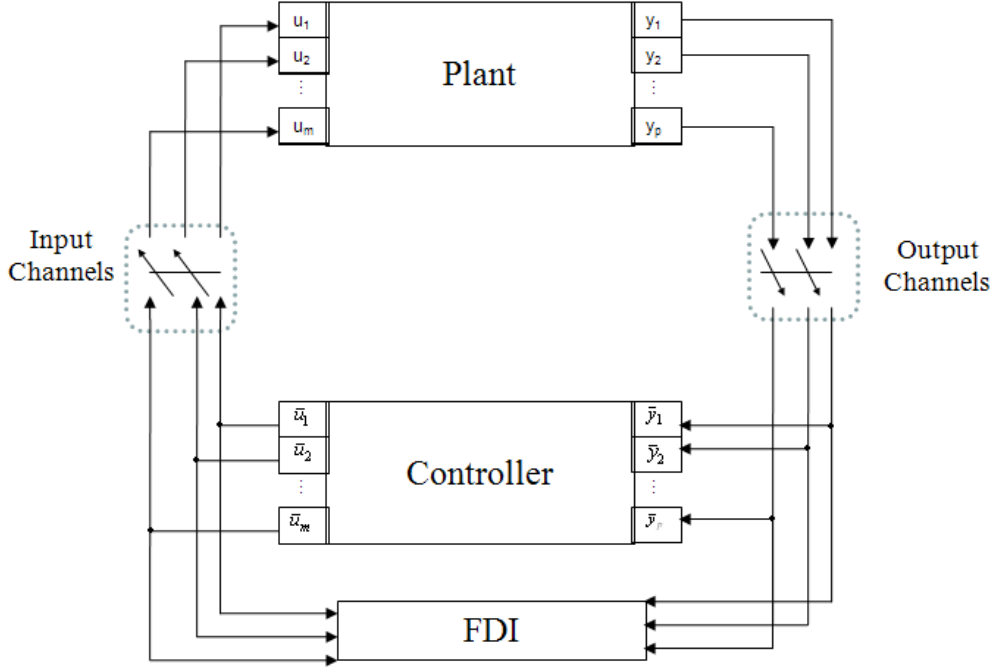 u₁
y₁
u₂
Plant
y₂
⋮
⋮
uₘ
yₚ
Input
Channels
Output
Channels
ū₁
ȳ₁
ū₂
Controller
ȳ₂
⋮
⋮
ūₘ
ȳₚ
FDI